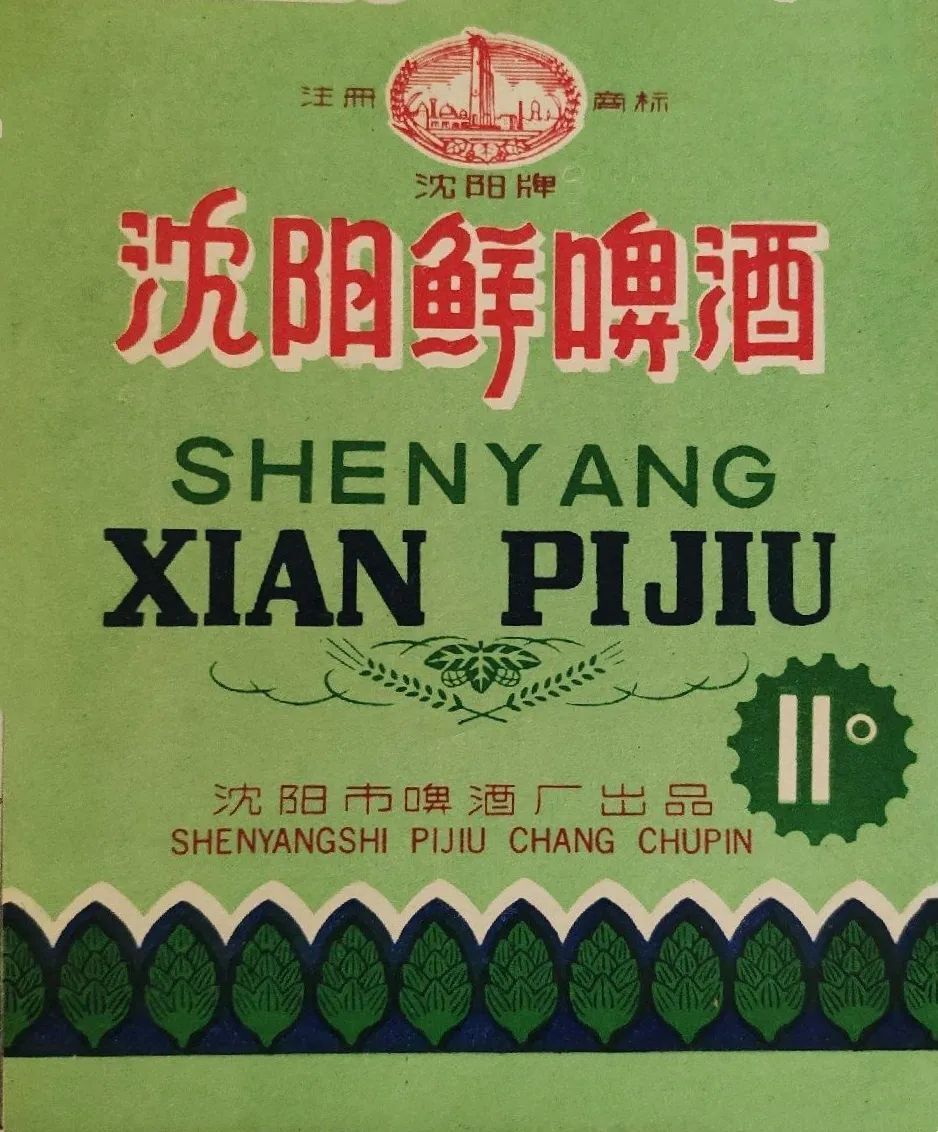 注册 商标
沈阳牌
沈阳鲜啤酒
SHENYANG
XIAN PIJIU
11°
沈阳市啤酒厂出品
SHENYANGSHI PIJIU CHANG CHUPIN